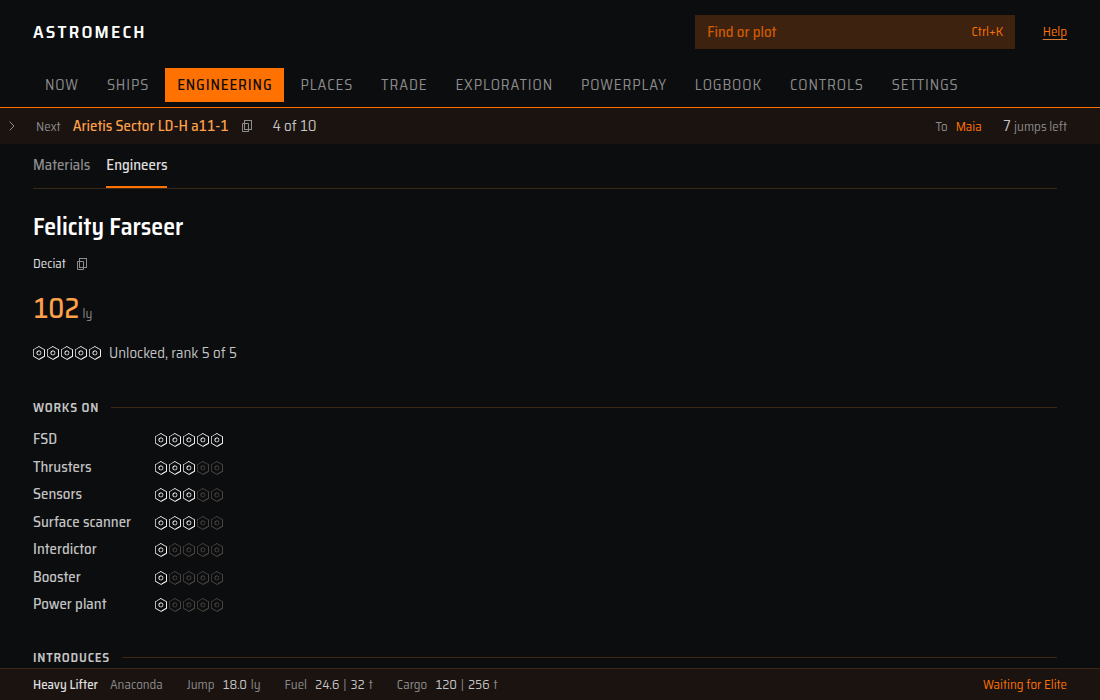 ASTROMECH
Find or plot Ctrl+K
Help
NOW SHIPS ENGINEERING PLACES TRADE EXPLORATION POWERPLAY LOGBOOK CONTROLS SETTINGS
Next Arietis Sector LD-H a11-1 4 of 10 To Maia 7 jumps left
Materials Engineers
Felicity Farseer
Deciat
102 ly
Unlocked, rank 5 of 5
WORKS ON
FSD
Thrusters
Sensors
Surface scanner
Interdictor
Booster
Power plant
INTRODUCES
Heavy Lifter Anaconda Jump 18.0 ly Fuel 24.6 | 32 t Cargo 120 | 256 t Waiting for Elite